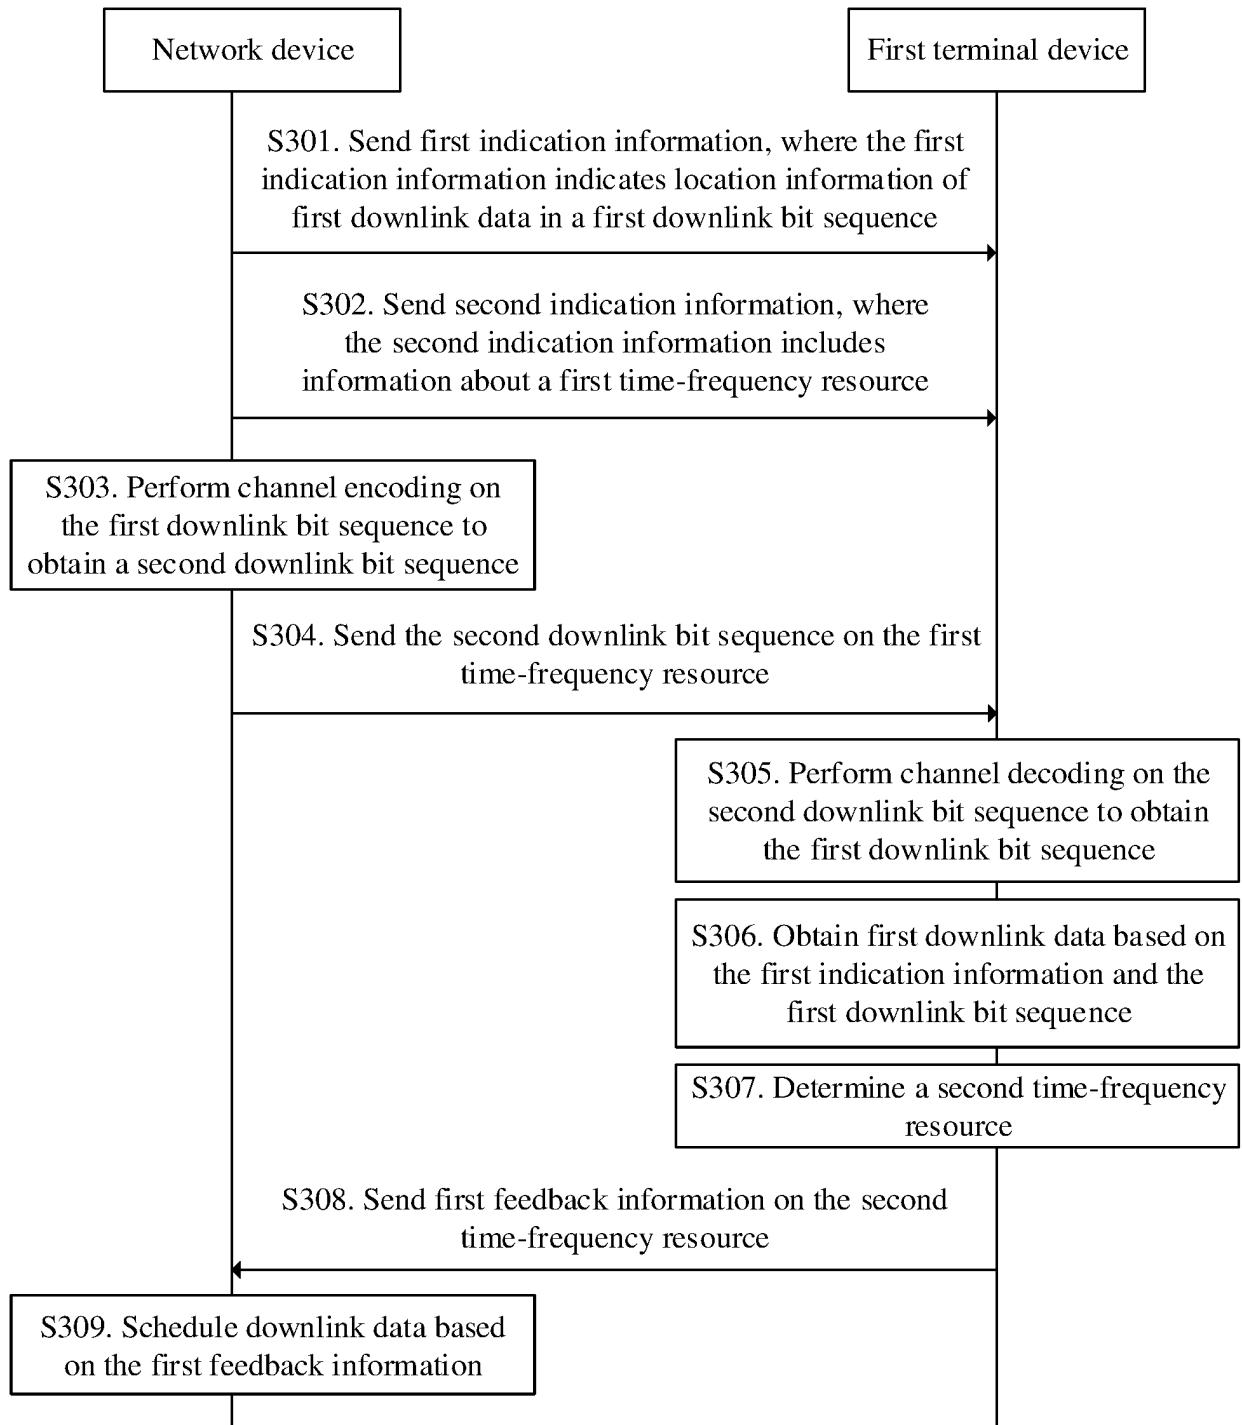 Network device
First terminal device
S301. Send first indication information, where the first
indication information indicates location information of
first downlink data in a first downlink bit sequence
S302. Send second indication information, where
the second indication information includes
information about a first time-frequency resource
S303. Perform channel encoding on
the first downlink bit sequence to
obtain a second downlink bit sequence
S304. Send the second downlink bit sequence on the first
time-frequency resource
S305. Perform channel decoding on the
second downlink bit sequence to obtain
the first downlink bit sequence
S306. Obtain first downlink data based on
the first indication information and the
first downlink bit sequence
S307. Determine a second time-frequency
resource
S308. Send first feedback information on the second
time-frequency resource
S309. Schedule downlink data based
on the first feedback information